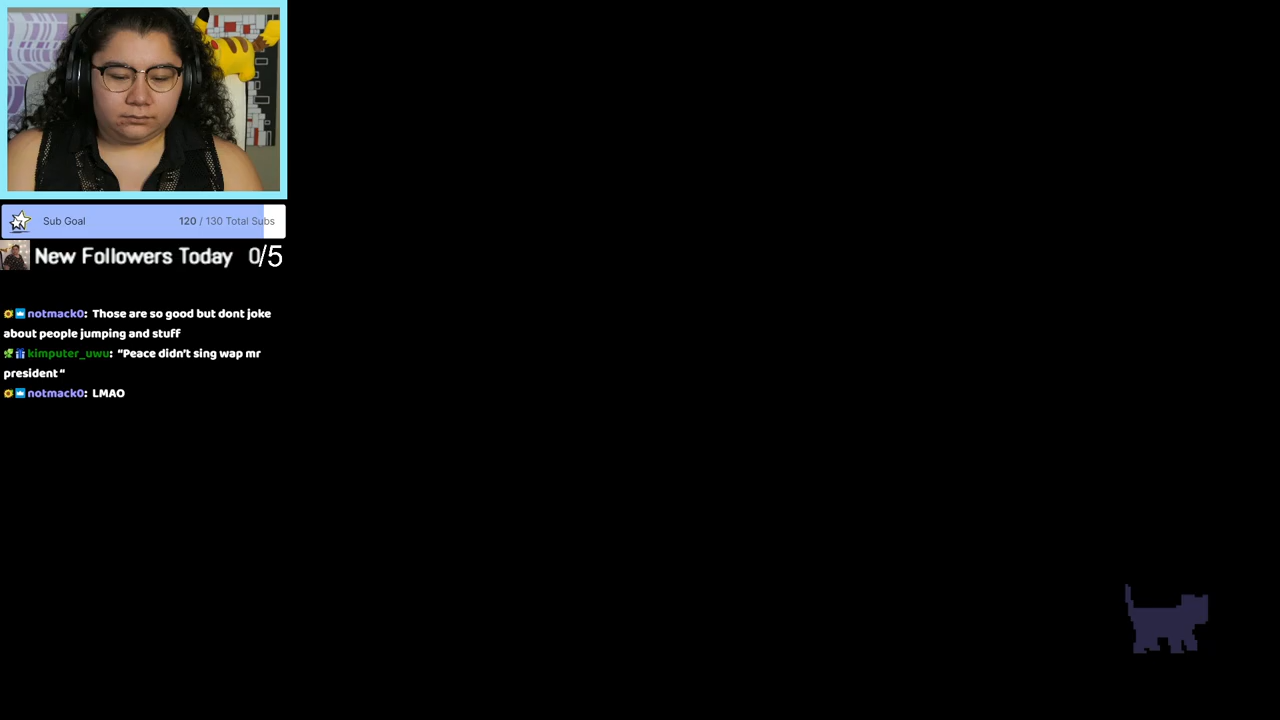 Sub Goal 120 / 130 Total Subs
New Followers Today 0/5
notmack0: Those are so good but dont joke
about people jumping and stuff
kimputer_uwu: “Peace didn’t sing wap mr
president “
notmack0: LMAO